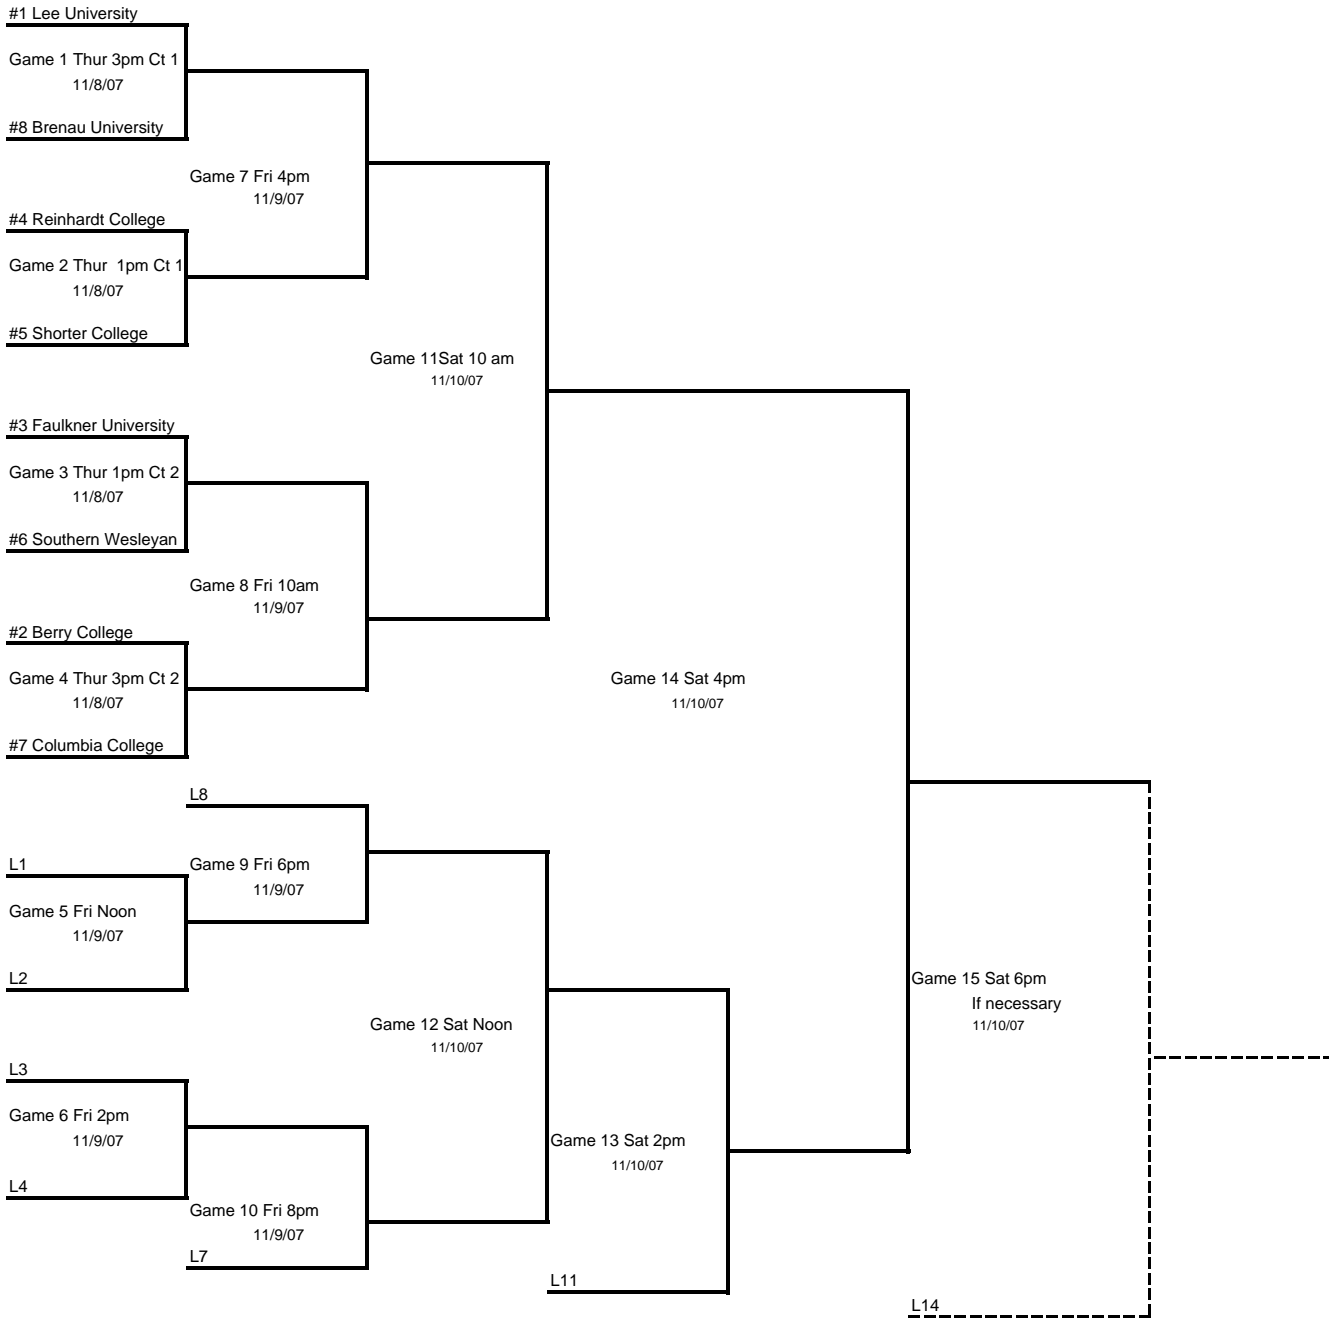 #1 Lee University
Game 1 Thur 3pm Ct 1
11/8/07
#8 Brenau University
Game 7 Fri 4pm
11/9/07
#4 Reinhardt College
Game 2 Thur  1pm Ct 1
11/8/07
#5 Shorter College
Game 11Sat 10 am
11/10/07
#3 Faulkner University
Game 3 Thur 1pm Ct 2
11/8/07
#6 Southern Wesleyan
Game 8 Fri 10am
11/9/07
#2 Berry College
Game 4 Thur 3pm Ct 2
11/8/07
#7 Columbia College
Game 14 Sat 4pm
11/10/07
L8
L1
Game 9 Fri 6pm
11/9/07
Game 5 Fri Noon
11/9/07
L2
Game 15 Sat 6pm
If necessary
11/10/07
Game 12 Sat Noon
11/10/07
L3
Game 6 Fri 2pm
11/9/07
Game 13 Sat 2pm
11/10/07
L4
Game 10 Fri 8pm
11/9/07
L7
L11
L14